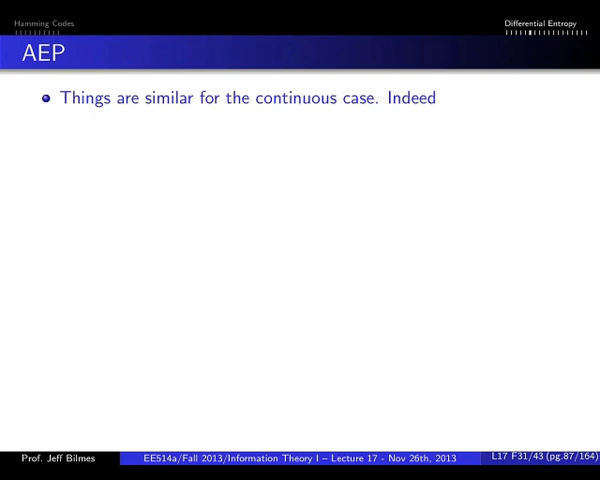 Hamming Codes
Differential Entropy
AEP
Things are similar for the continuous case. Indeed
Prof. Jeff Bilmes
EE514a/Fall 2013/Information Theory I – Lecture 17 - Nov 26th, 2013
L17 F31/43 (pg.87/164)